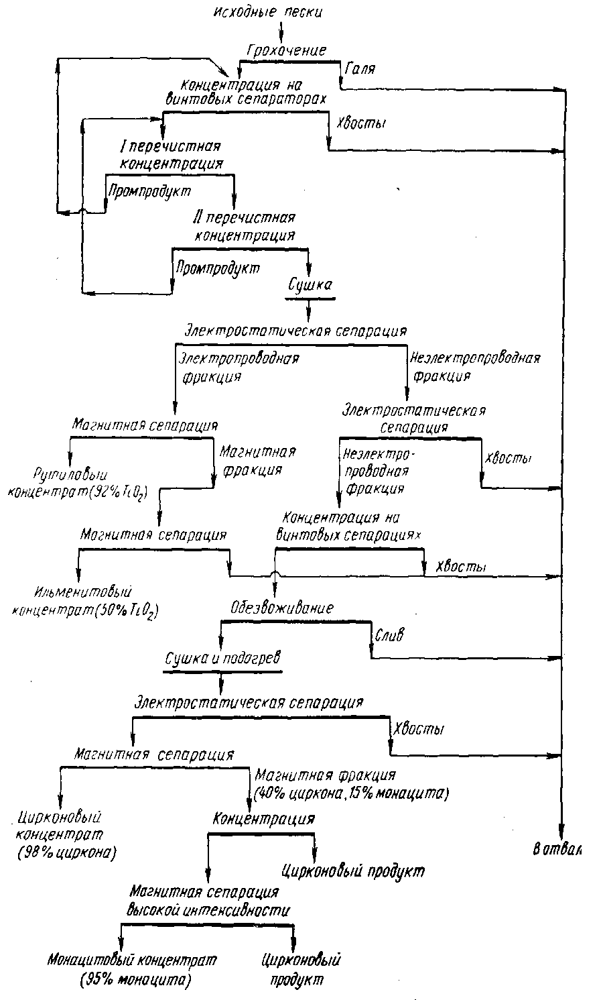 исходные пески
Грохочение
Галя
Концентрация на
винтовых сепараторах
Хвосты
I перечистная
концентрация
Промпродукт
II перечистная
концентрация
Промпродукт
Сушка
Электростатическая сепарация
Электропроводная
фракция
Неэлектропроводная
фракция
Электростатическая
сепарация
Магнитная сепарация
Магнитная
фракция
Неэлектро-
проводная
фракция
Хвосты
Рутиловый
концентрат (92% TiO2)
Концентрация на
винтовых сепарациях
Магнитная сепарация
Хвосты
Ильменитовый
концентрат (50% TiO2)
Обезвоживание
Слив
Сушка и подогрев
Электростатическая сепарация
Хвосты
Магнитная сепарация
Магнитная фракция
(40% циркона, 15% монацита)
Цирконовый
концентрат
(98% циркона)
Концентрация
В отвал
Цирконовый продукт
Магнитная сепарация
высокой интенсивности
Монацитовый концентрат
(95% монацита)
Цирконовый
продукт